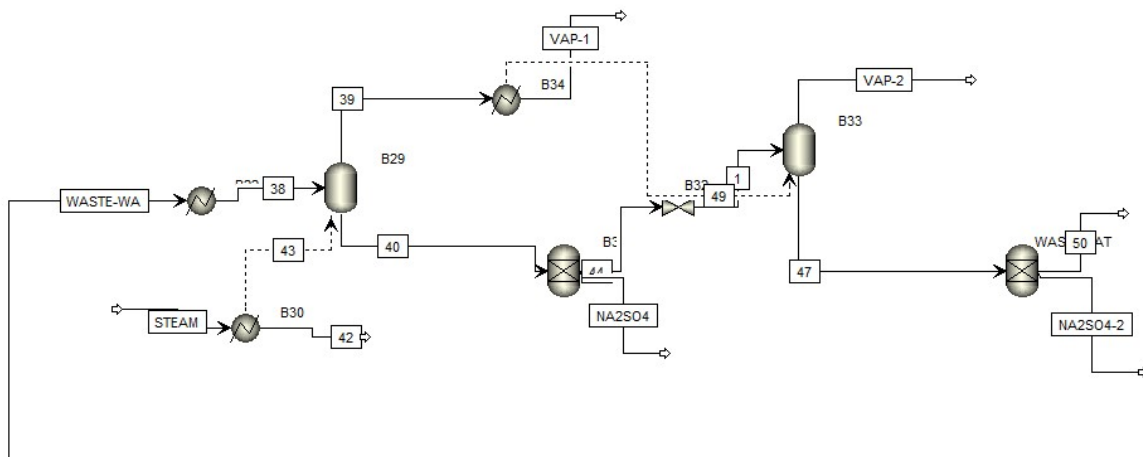 VAP-1
VAP-2
B34
39
B33
B29
1
49
38
WASTE-WA
43
40
50
47
STEAM
B30
42
NA2SO4
NA2SO4-2